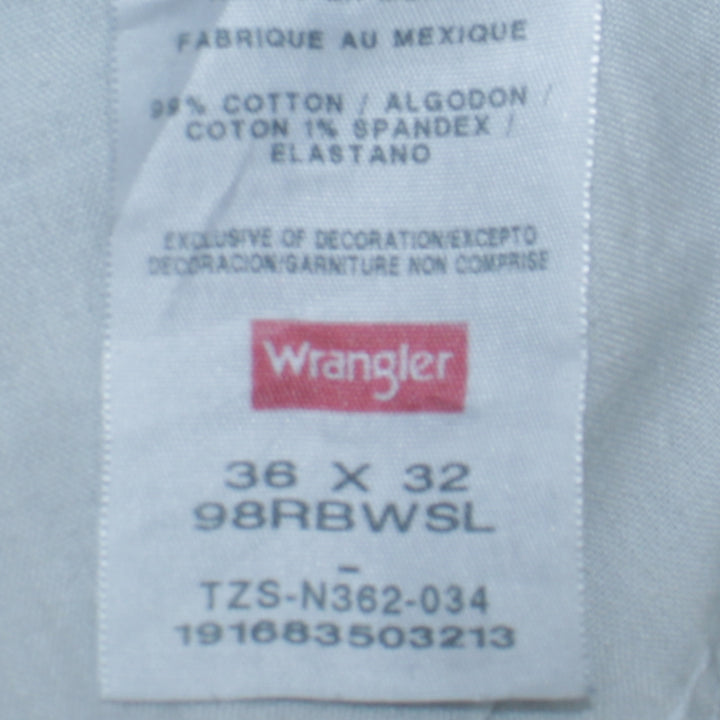 FABRIQUE AU MEXIQUE
99% COTTON / ALGODON /
COTON 1% SPANDEX /
ELASTANO
EXCLUSIVE OF DECORATION/EXCEPTO
DECORACION/GARNITURE NON COMPRISE
Wrangler
36 X 32
98RBWSL
-
TZS-N362-034
191683503213